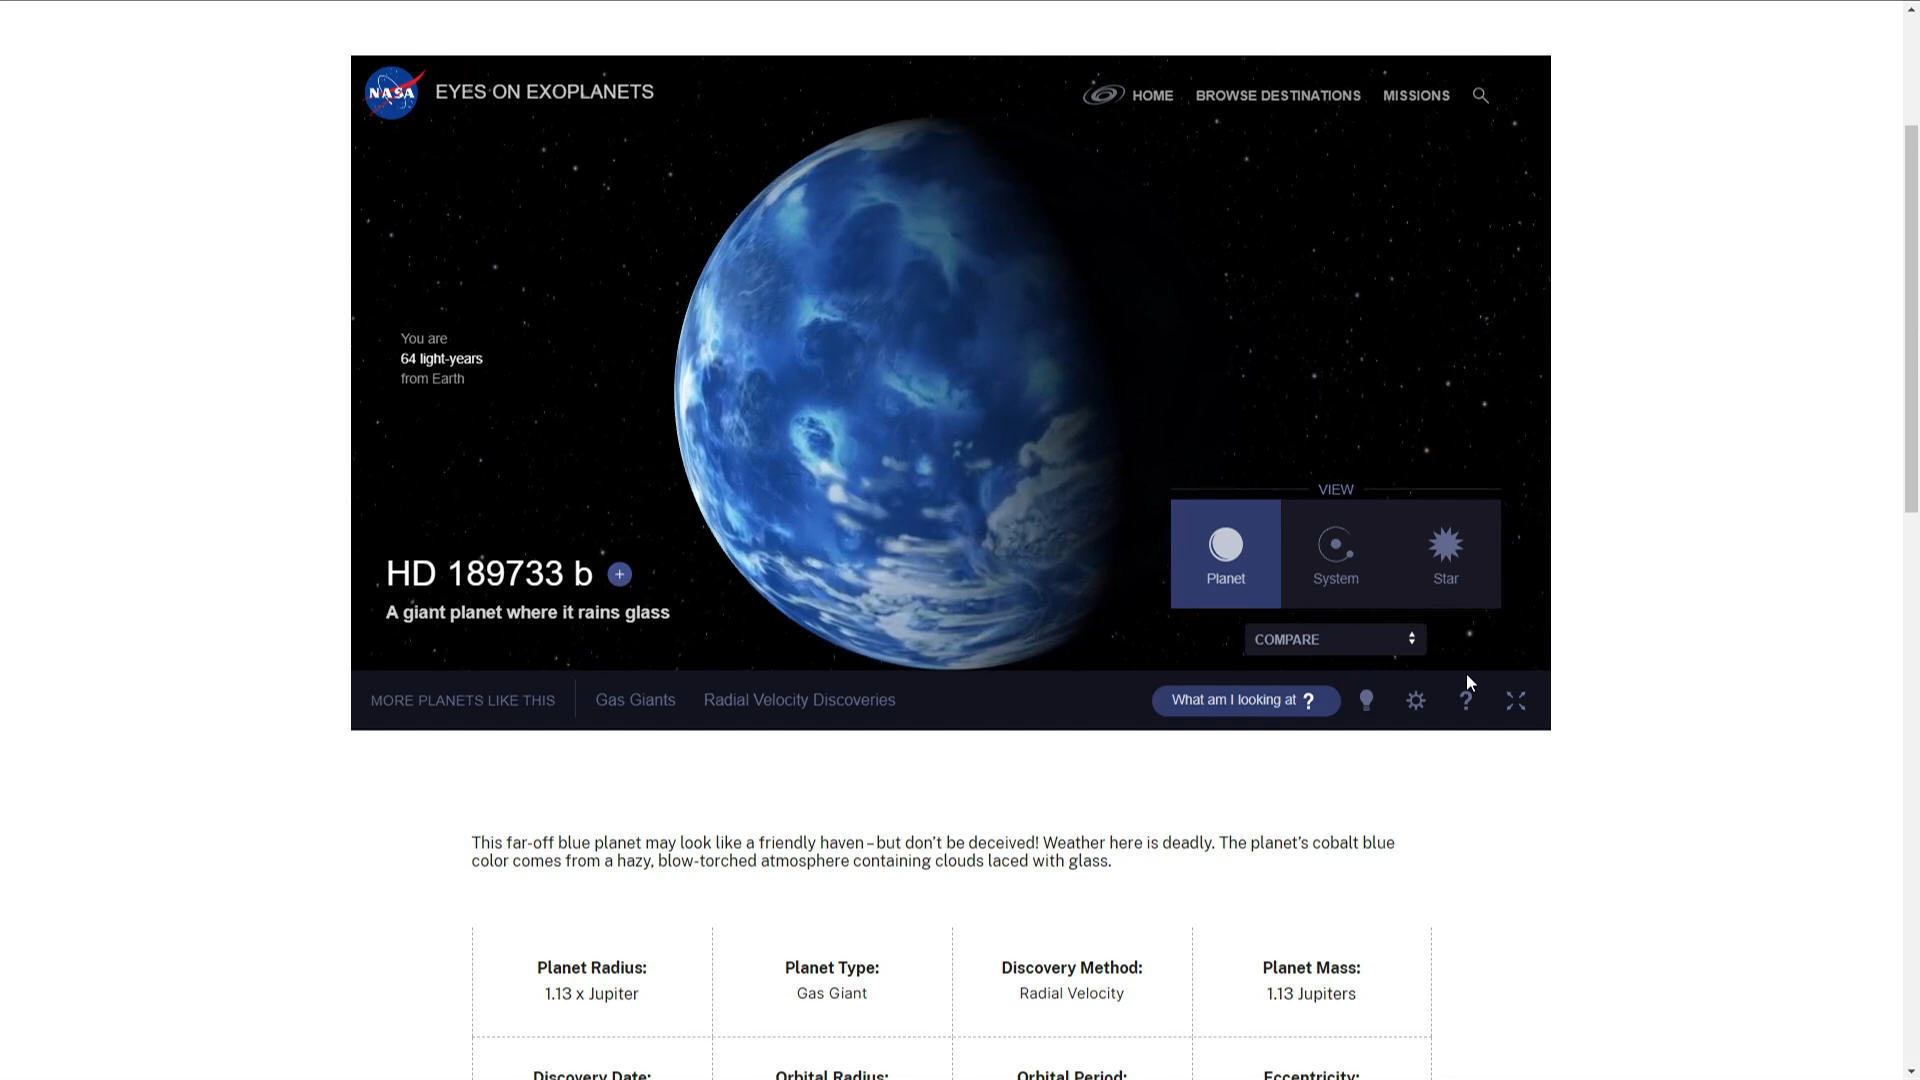 NASA
EYES ON EXOPLANETS
HOME BROWSE DESTINATIONS MISSIONS
You are
64 light-years
from Earth
HD 189733 b +
A giant planet where it rains glass
VIEW
Planet System Star
COMPARE
MORE PLANETS LIKE THIS Gas Giants Radial Velocity Discoveries What am I looking at ? ?
This far-off blue planet may look like a friendly haven – but don’t be deceived! Weather here is deadly. The planet’s cobalt blue
color comes from a hazy, blow-torched atmosphere containing clouds laced with glass.
Planet Radius: Planet Type: Discovery Method: Planet Mass:
1.13 x Jupiter Gas Giant Radial Velocity 1.13 Jupiters
Discovery Date: Orbital Radius: Orbital Period: Eccentricity: